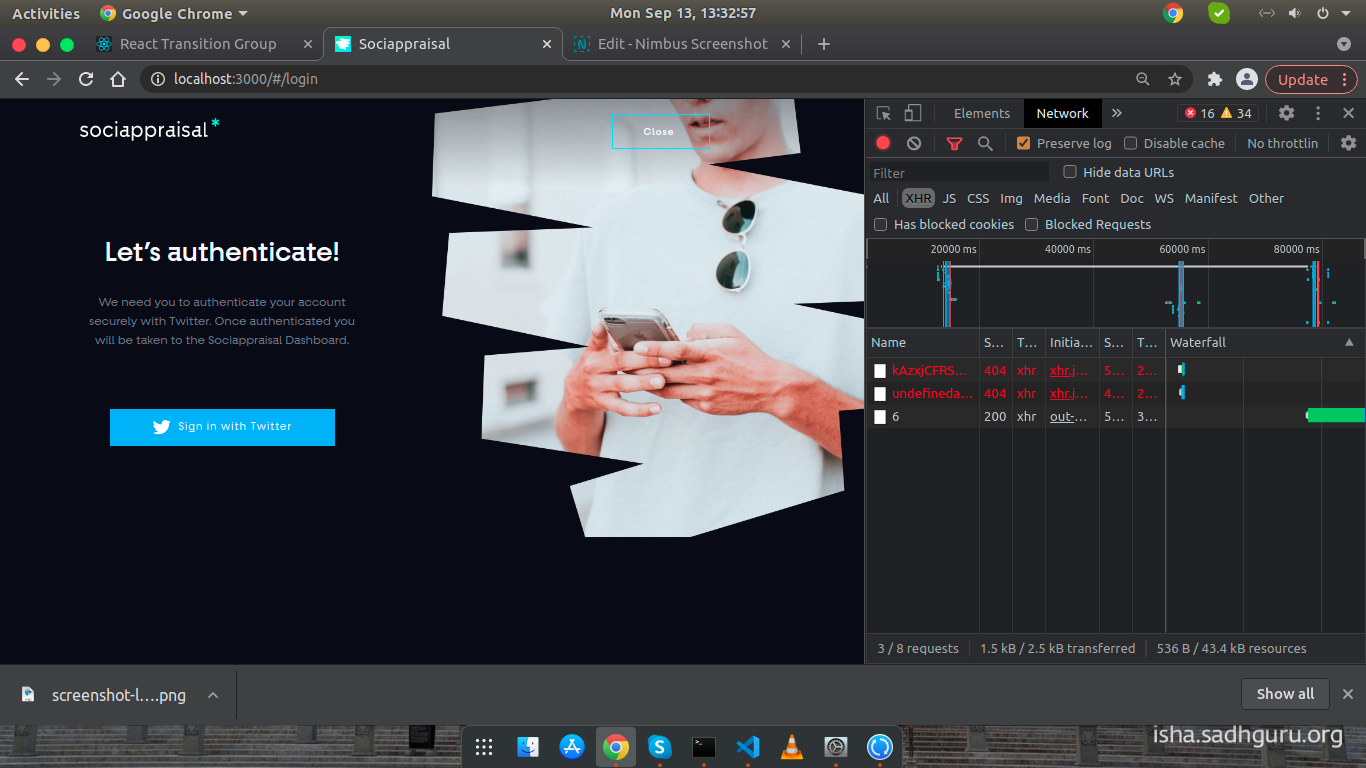 Activities Google Chrome Mon Sep 13, 13:32:57
React Transition Group Sociappraisal Edit - Nimbus Screenshot
localhost:3000/#/login Update
sociappraisal*
Close
Let's authenticate!
We need you to authenticate your account
securely with Twitter. Once authenticated you
will be taken to the Sociappraisal Dashboard.
Sign in with Twitter
Elements Network 16 34
Preserve log Disable cache No throttlin
Filter Hide data URLs
All XHR JS CSS Img Media Font Doc WS Manifest Other
Has blocked cookies Blocked Requests
20000 ms 40000 ms 60000 ms 80000 ms
Name S... T... Initia... S... T... Waterfall
kAzxjCFRS... 404 xhr xhr.j... 5... 2...
undefineda... 404 xhr xhr.j... 4... 2...
6 200 xhr out-... 5... 3...
3 / 8 requests 1.5 kB / 2.5 kB transferred 536 B / 43.4 kB resources
screenshot-l....png Show all
isha.sadhguru.org